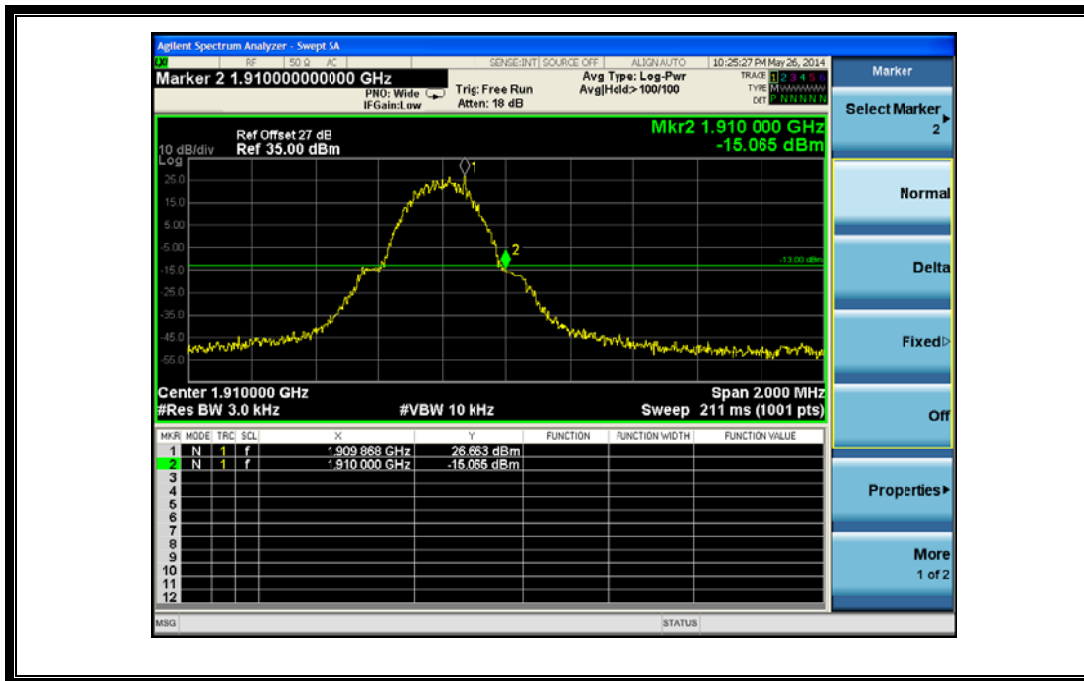 Agilent Spectrum Analyzer - Swept SA
LXI RF 50 Ω AC SENSE:INT SOURCE OFF ALIGN AUTO 10:25:27 PM May 26, 2014
Marker 2 1.910000000000 GHz
PNO: Wide
IFGain:Low
Trig: Free Run
Atten: 18 dB
Avg Type: Log-Pwr
Avg|Hold:>100/100
TRACE 1 2 3 4 5 6
TYPE M WWWWW
DET P N N N N N
Mkr2 1.910 000 GHz
-15.065 dBm
Ref Offset 27 dB
10 dB/div Ref 35.00 dBm
Log
25.0
15.0
5.00
-5.00
-15.0
-25.0
-35.0
-45.0
-55.0
1
2
-13.00 dBm
Center 1.910000 GHz Span 2.000 MHz
#Res BW 3.0 kHz #VBW 10 kHz Sweep 211 ms (1001 pts)
MKR MODE TRC SCL X Y FUNCTION FUNCTION WIDTH FUNCTION VALUE
1 N 1 f 1.909 868 GHz 26.663 dBm
2 N 1 f 1.910 000 GHz -15.065 dBm
3
4
5
6
7
8
9
10
11
12
MSG STATUS
Marker
Select Marker
2
Normal
Delta
Fixed
Off
Properties
More
1 of 2